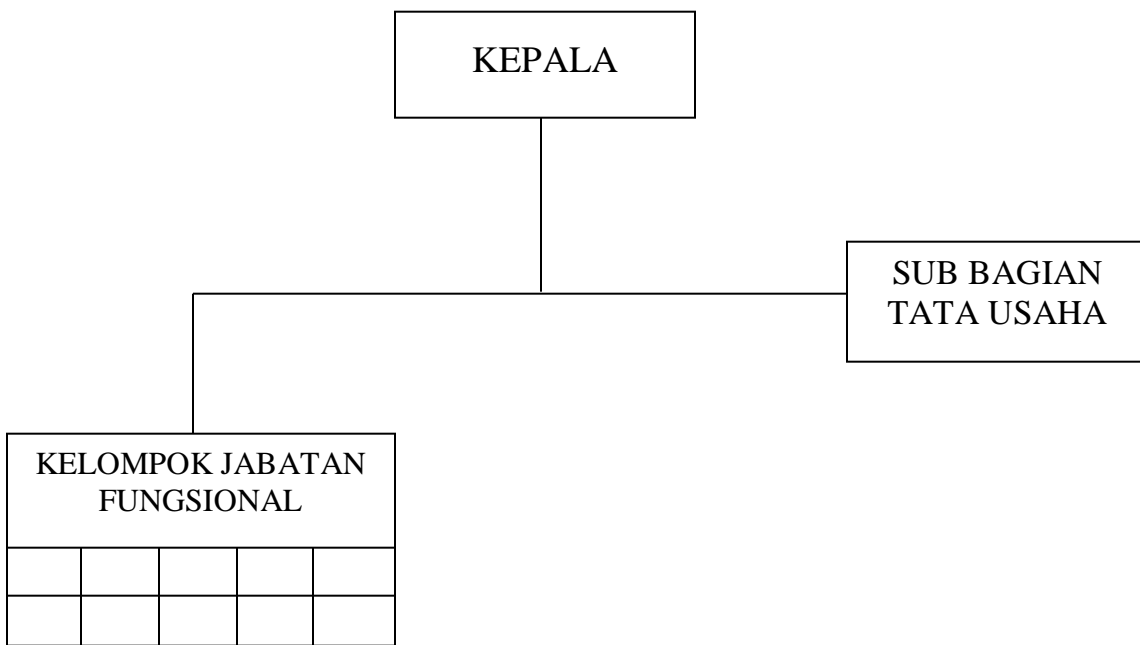 KEPALA
SUB BAGIAN
TATA USAHA
KELOMPOK JABATAN
FUNGSIONAL